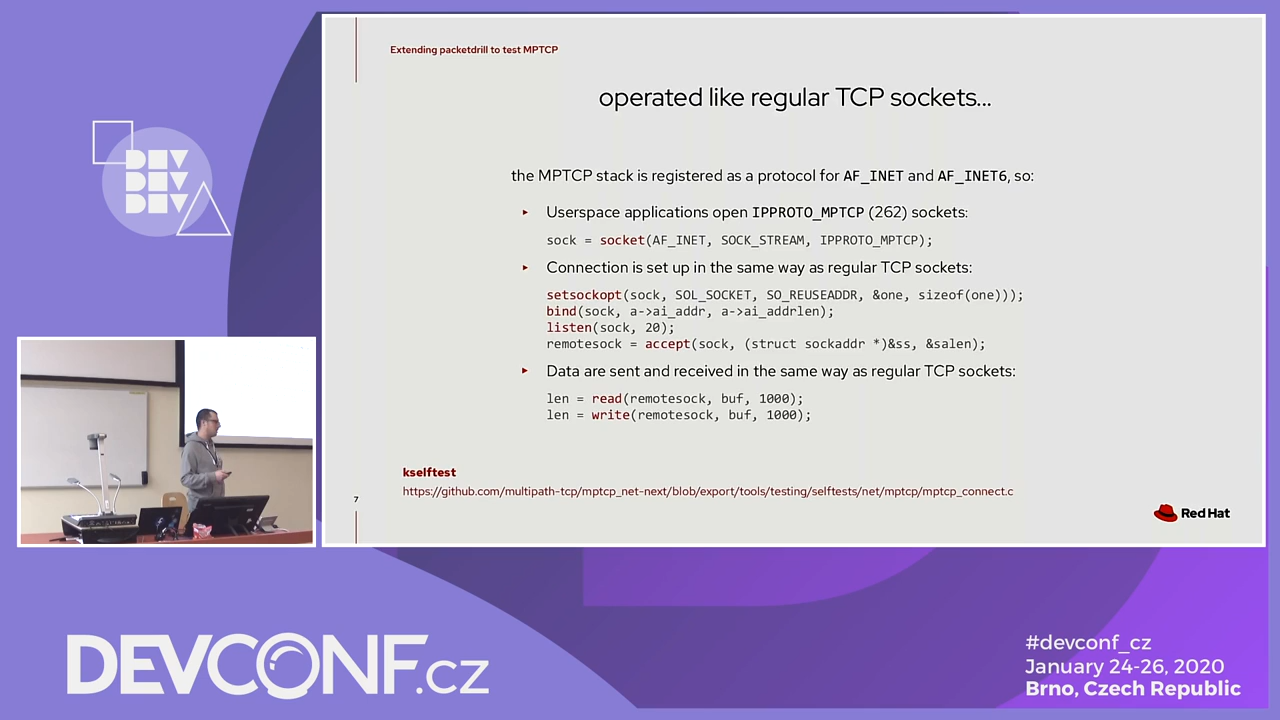 Extending packetdrill to test MPTCP
operated like regular TCP sockets...
the MPTCP stack is registered as a protocol for AF_INET and AF_INET6, so:
▸ Userspace applications open IPPROTO_MPTCP (262) sockets:
sock = socket(AF_INET, SOCK_STREAM, IPPROTO_MPTCP);
▸ Connection is set up in the same way as regular TCP sockets:
setsockopt(sock, SOL_SOCKET, SO_REUSEADDR, &one, sizeof(one)));
bind(sock, a->ai_addr, a->ai_addrlen);
listen(sock, 20);
remotesock = accept(sock, (struct sockaddr *)&ss, &salen);
▸ Data are sent and received in the same way as regular TCP sockets:
len = read(remotesock, buf, 1000);
len = write(remotesock, buf, 1000);
kselftest
https://github.com/multipath-tcp/mptcp_net-next/blob/export/tools/testing/selftests/net/mptcp/mptcp_connect.c
7
Red Hat
DEV
DEV
DEV
DEVCONF.cz
#devconf_cz
January 24-26, 2020
Brno, Czech Republic